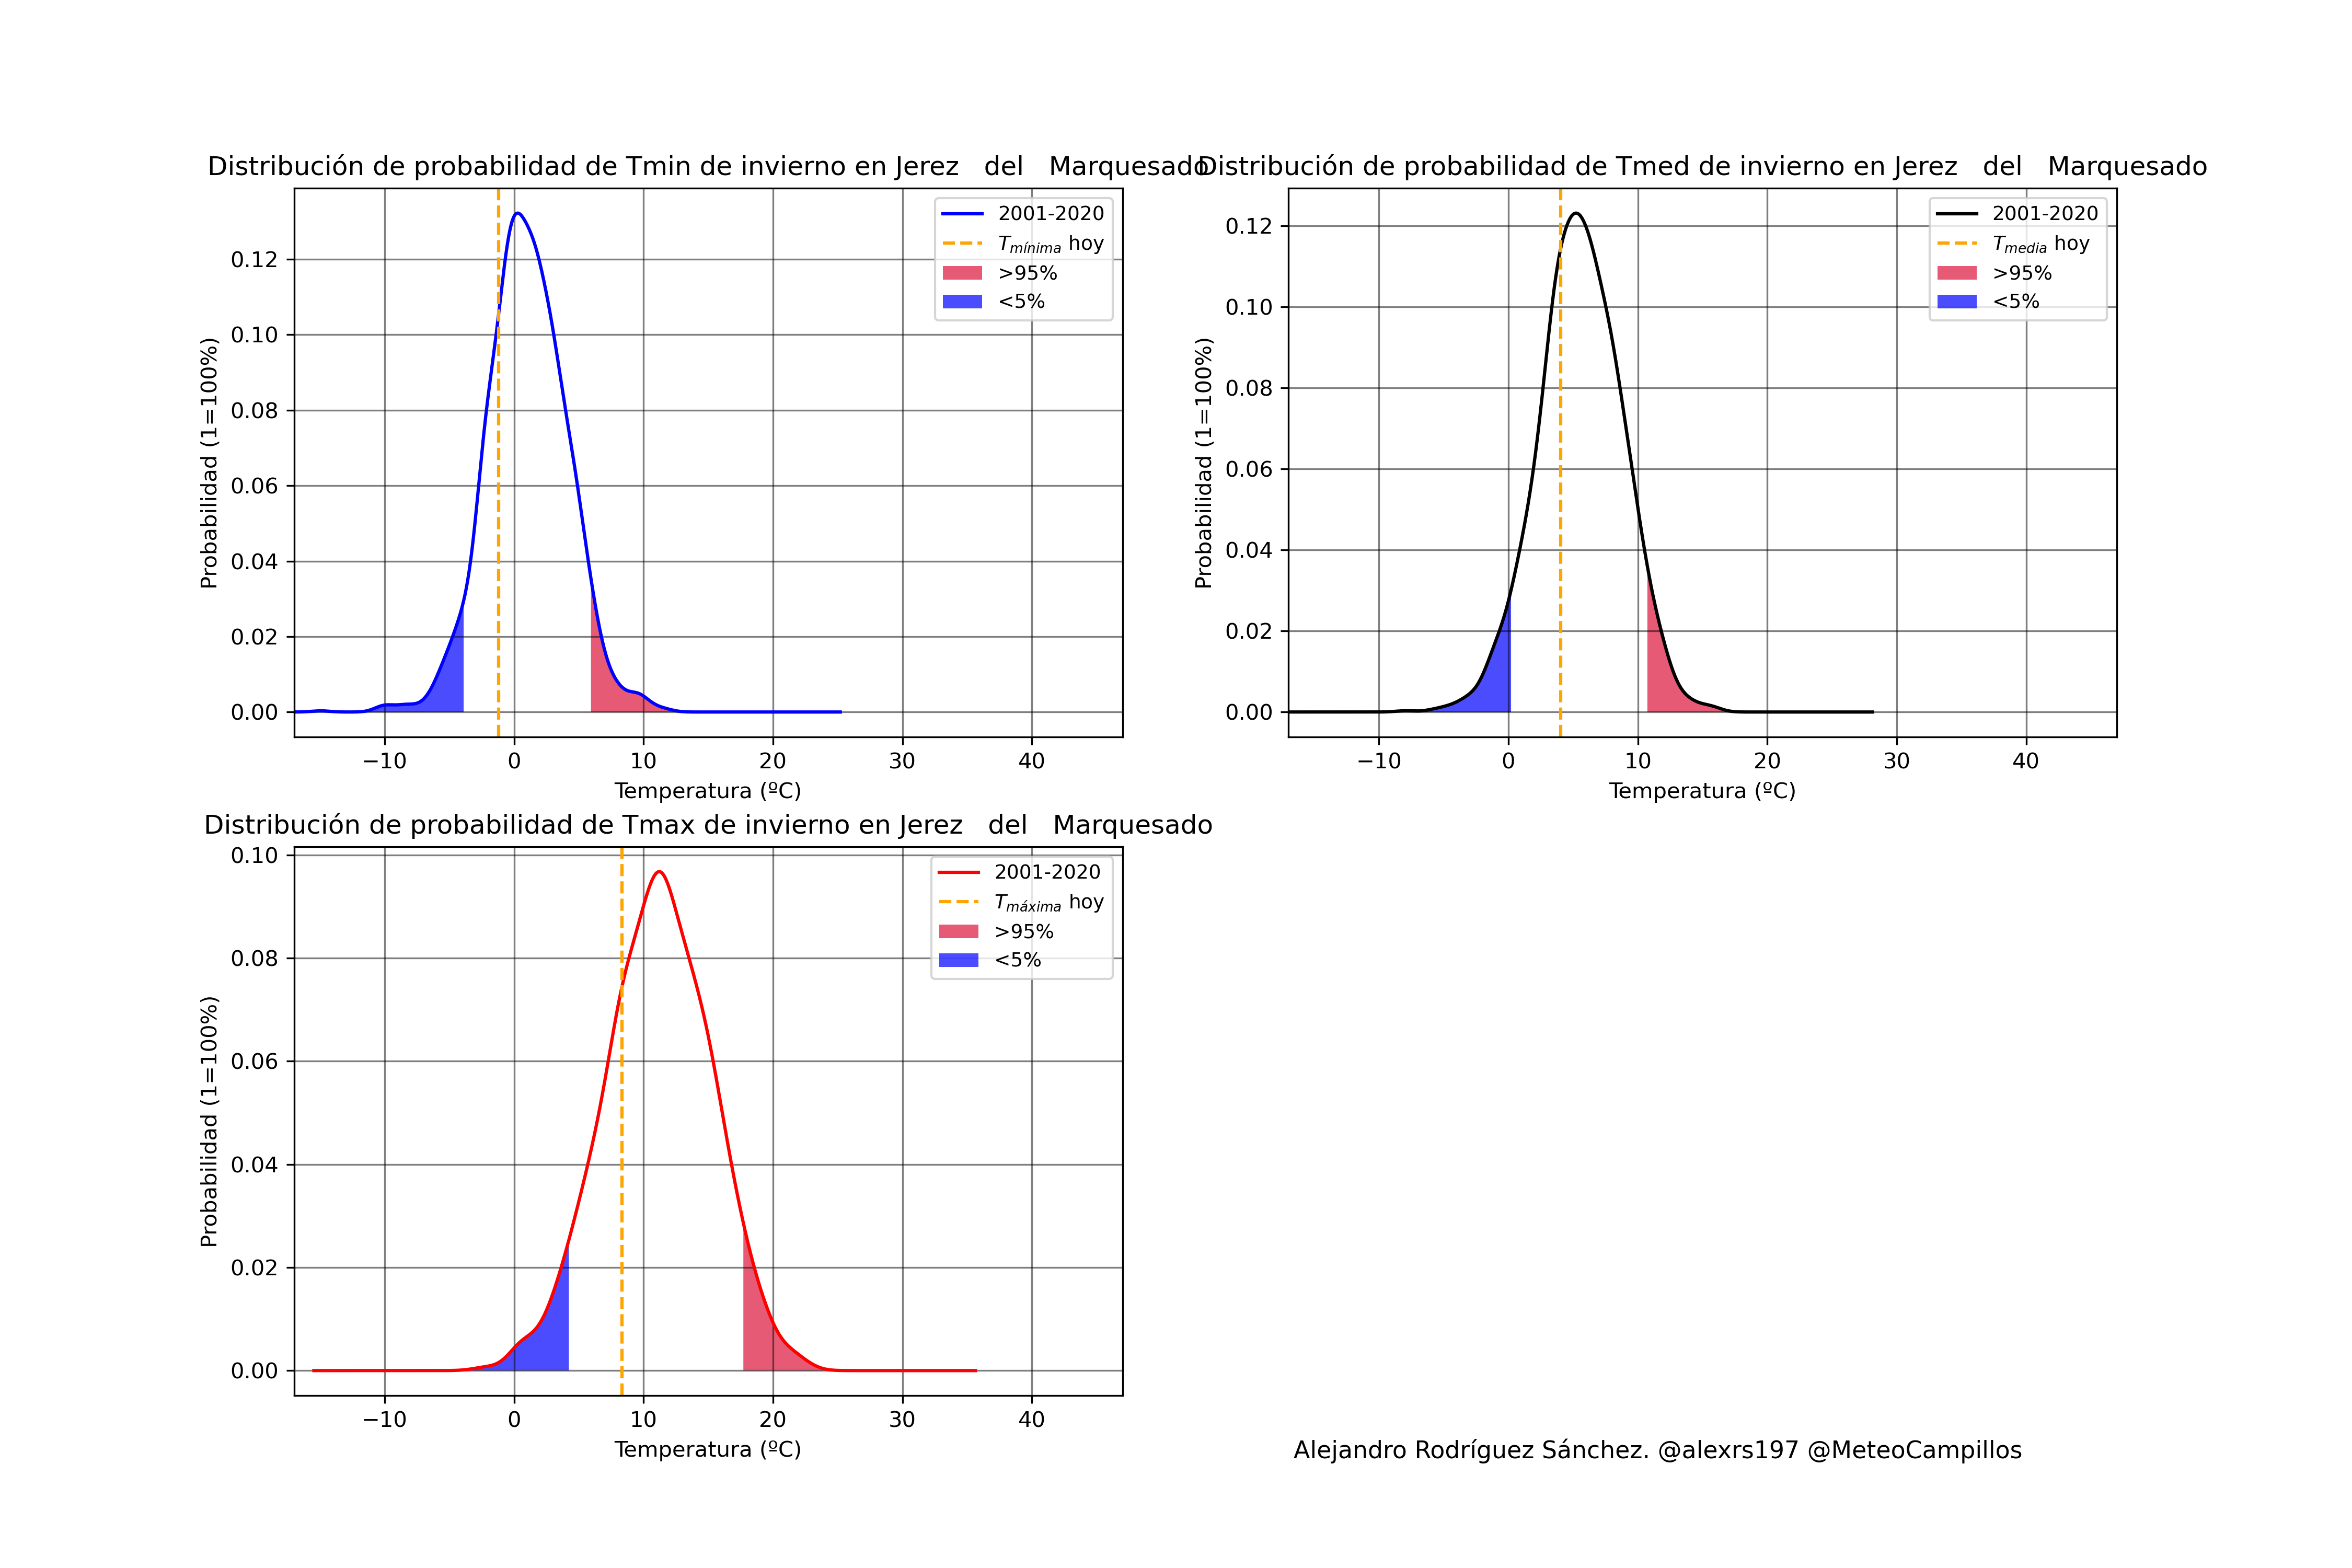 Distribución de probabilidad de Tmin de invierno en Jerez   del   Marquesado
Probabilidad (1=100%)
0.12
0.10
0.08
0.06
0.04
0.02
0.00
−10 0 10 20 30 40
Temperatura (ºC)
2001-2020
Tmínima hoy
>95%
<5%
Distribución de probabilidad de Tmed de invierno en Jerez   del   Marquesado
Probabilidad (1=100%)
0.12
0.10
0.08
0.06
0.04
0.02
0.00
−10 0 10 20 30 40
Temperatura (ºC)
2001-2020
Tmedia hoy
>95%
<5%
Distribución de probabilidad de Tmax de invierno en Jerez   del   Marquesado
Probabilidad (1=100%)
0.10
0.08
0.06
0.04
0.02
0.00
−10 0 10 20 30 40
Temperatura (ºC)
2001-2020
Tmáxima hoy
>95%
<5%
Alejandro Rodríguez Sánchez. @alexrs197 @MeteoCampillos